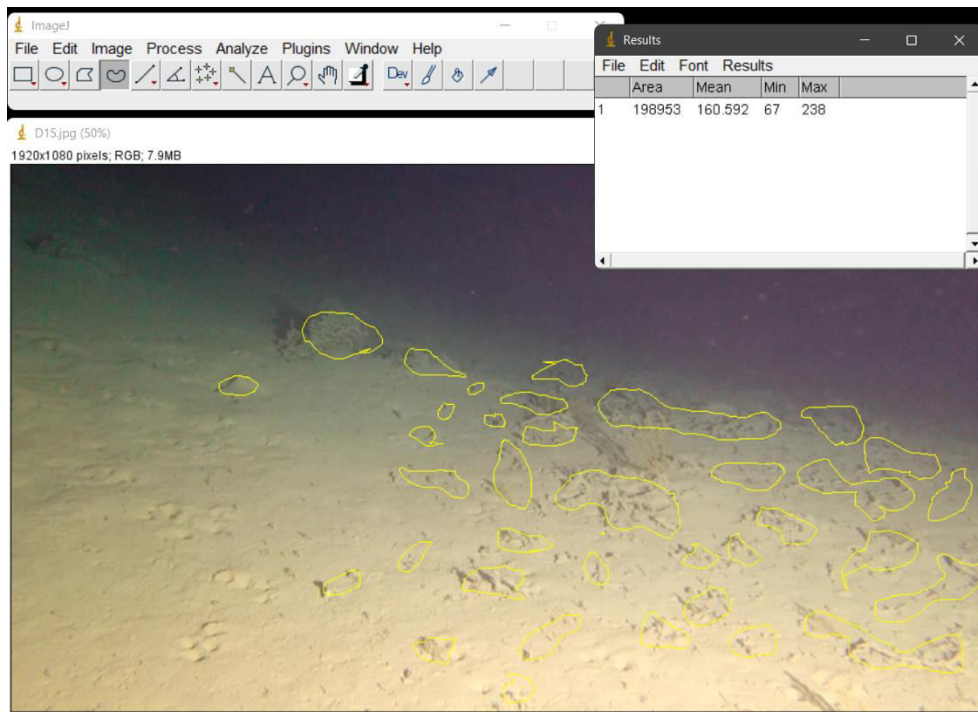 ImageJ
File Edit Image Process Analyze Plugins Window Help
A Dev
Results
File Edit Font Results
Area Mean Min Max
1 198953 160.592 67 238
D15.jpg (50%)
1920x1080 pixels; RGB; 7.9MB